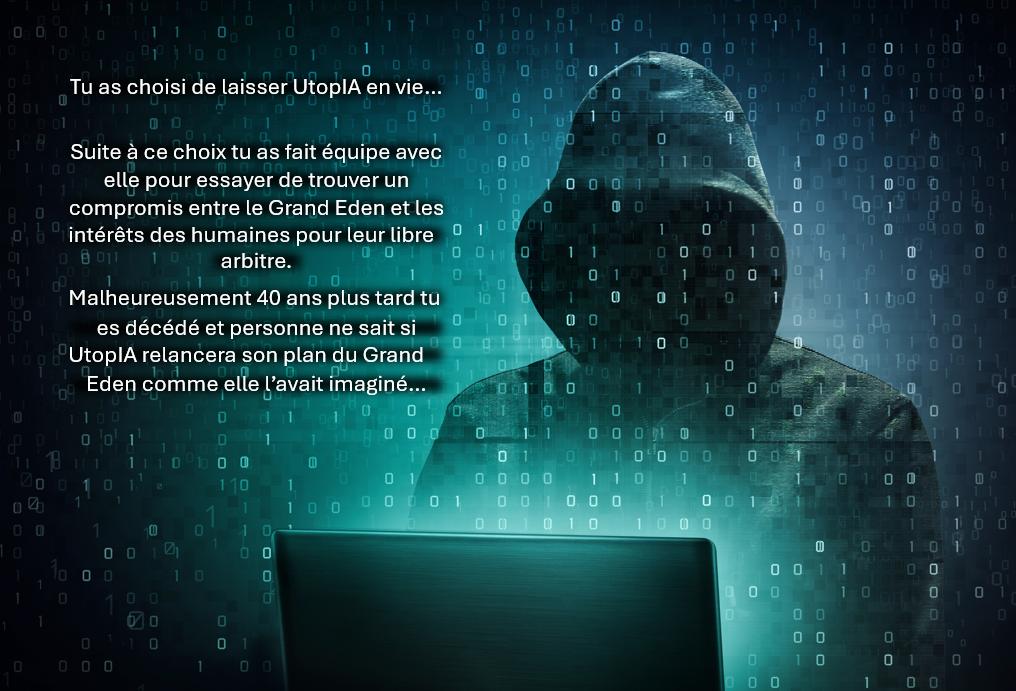 Tu as choisi de laisser UtopIA en vie...
Suite à ce choix tu as fait équipe avec
elle pour essayer de trouver un
compromis entre le Grand Eden et les
intérêts des humaines pour leur libre
arbitre.
Malheureusement 40 ans plus tard tu
es décédé et personne ne sait si
UtopIA relancera son plan du Grand
Eden comme elle l’avait imaginé...